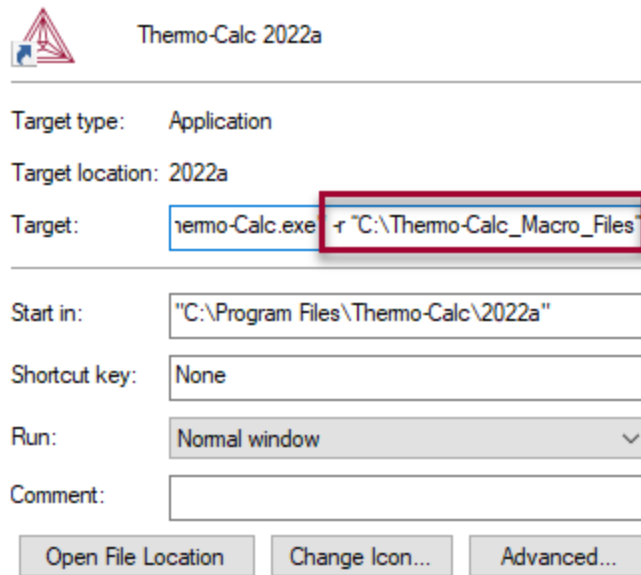 Thermo-Calc 2022a
Target type: Application
Target location: 2022a
Target: hermo-Calc.exe" -r "C:\Thermo-Calc_Macro_Files"
Start in: "C:\Program Files\Thermo-Calc\2022a"
Shortcut key: None
Run: Normal window
Comment:
Open File Location Change Icon... Advanced...